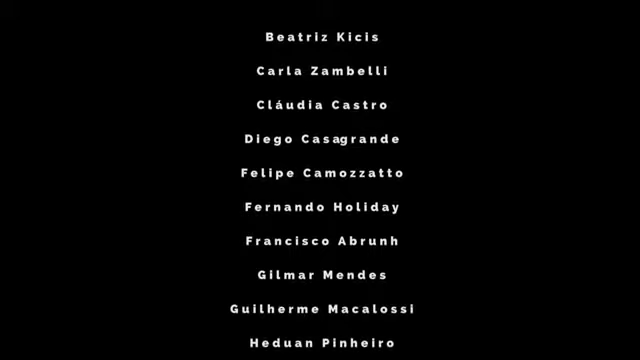 Beatriz Kicis
Carla Zambelli
Cláudia Castro
Diego Casagrande
Felipe Camozzatto
Fernando Holiday
Francisco Abrunh
Gilmar Mendes
Guilherme Macalossi
Heduan Pinheiro